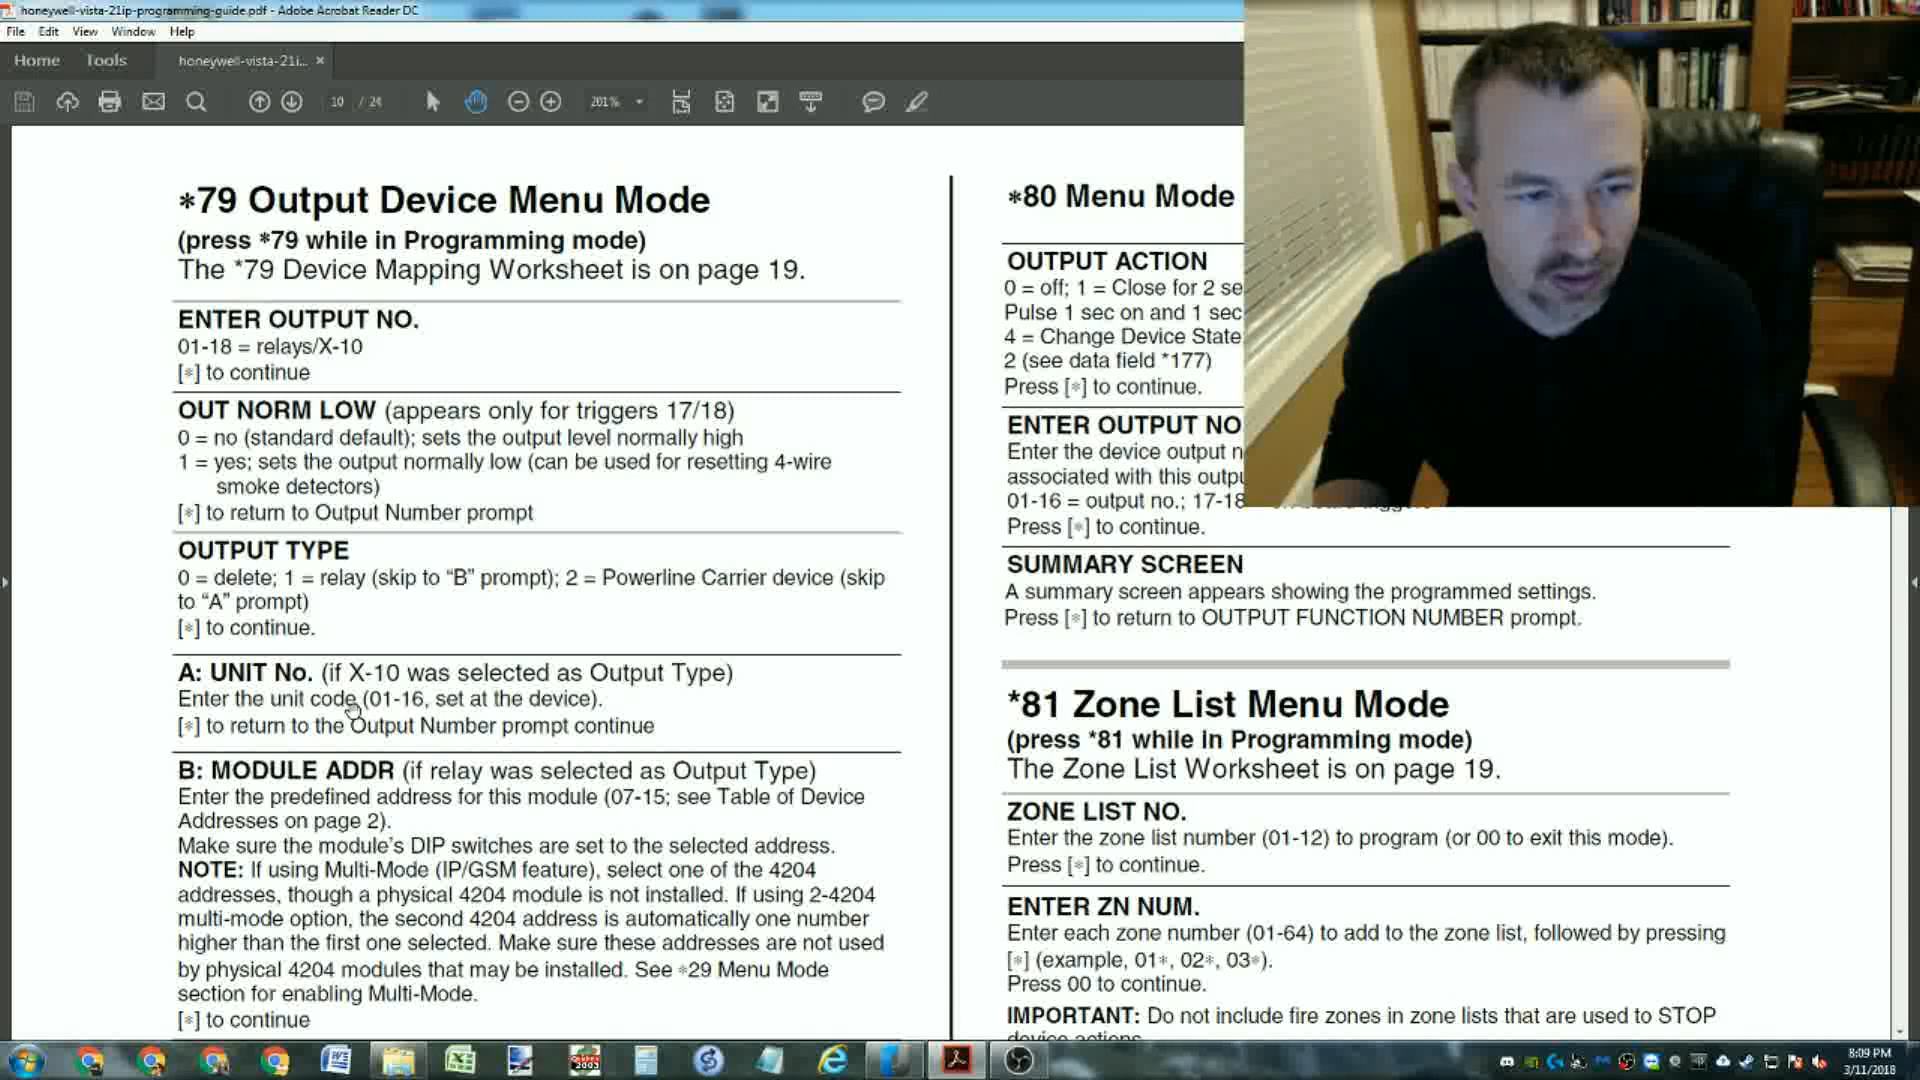 honeywell-vista-21ip-programming-guide.pdf - Adobe Acrobat Reader DC
File Edit View Window Help
Home Tools honeywell-vista-21i... ×
10 / 24 201%
∗79 Output Device Menu Mode
(press ∗79 while in Programming mode)
The *79 Device Mapping Worksheet is on page 19.
ENTER OUTPUT NO.
01-18 = relays/X-10
[∗] to continue
OUT NORM LOW (appears only for triggers 17/18)
0 = no (standard default); sets the output level normally high
1 = yes; sets the output normally low (can be used for resetting 4-wire
smoke detectors)
[∗] to return to Output Number prompt
OUTPUT TYPE
0 = delete; 1 = relay (skip to “B” prompt); 2 = Powerline Carrier device (skip
to “A” prompt)
[∗] to continue.
A: UNIT No. (if X-10 was selected as Output Type)
Enter the unit code (01-16, set at the device).
[∗] to return to the Output Number prompt continue
B: MODULE ADDR (if relay was selected as Output Type)
Enter the predefined address for this module (07-15; see Table of Device
Addresses on page 2).
Make sure the module’s DIP switches are set to the selected address.
NOTE: If using Multi-Mode (IP/GSM feature), select one of the 4204
addresses, though a physical 4204 module is not installed. If using 2-4204
multi-mode option, the second 4204 address is automatically one number
higher than the first one selected. Make sure these addresses are not used
by physical 4204 modules that may be installed. See ∗29 Menu Mode
section for enabling Multi-Mode.
[∗] to continue
∗80 Menu Mode
OUTPUT ACTION
0 = off; 1 = Close for 2 se
Pulse 1 sec on and 1 sec
4 = Change Device State
2 (see data field *177)
Press [∗] to continue.
ENTER OUTPUT NO
Enter the device output n
associated with this outpu
01-16 = output no.; 17-18
Press [∗] to continue.
SUMMARY SCREEN
A summary screen appears showing the programmed settings.
Press [∗] to return to OUTPUT FUNCTION NUMBER prompt.
*81 Zone List Menu Mode
(press *81 while in Programming mode)
The Zone List Worksheet is on page 19.
ZONE LIST NO.
Enter the zone list number (01-12) to program (or 00 to exit this mode).
Press [∗] to continue.
ENTER ZN NUM.
Enter each zone number (01-64) to add to the zone list, followed by pressing
[∗] (example, 01∗, 02∗, 03∗).
Press 00 to continue.
IMPORTANT: Do not include fire zones in zone lists that are used to STOP
device actions
8:09 PM
3/11/2018